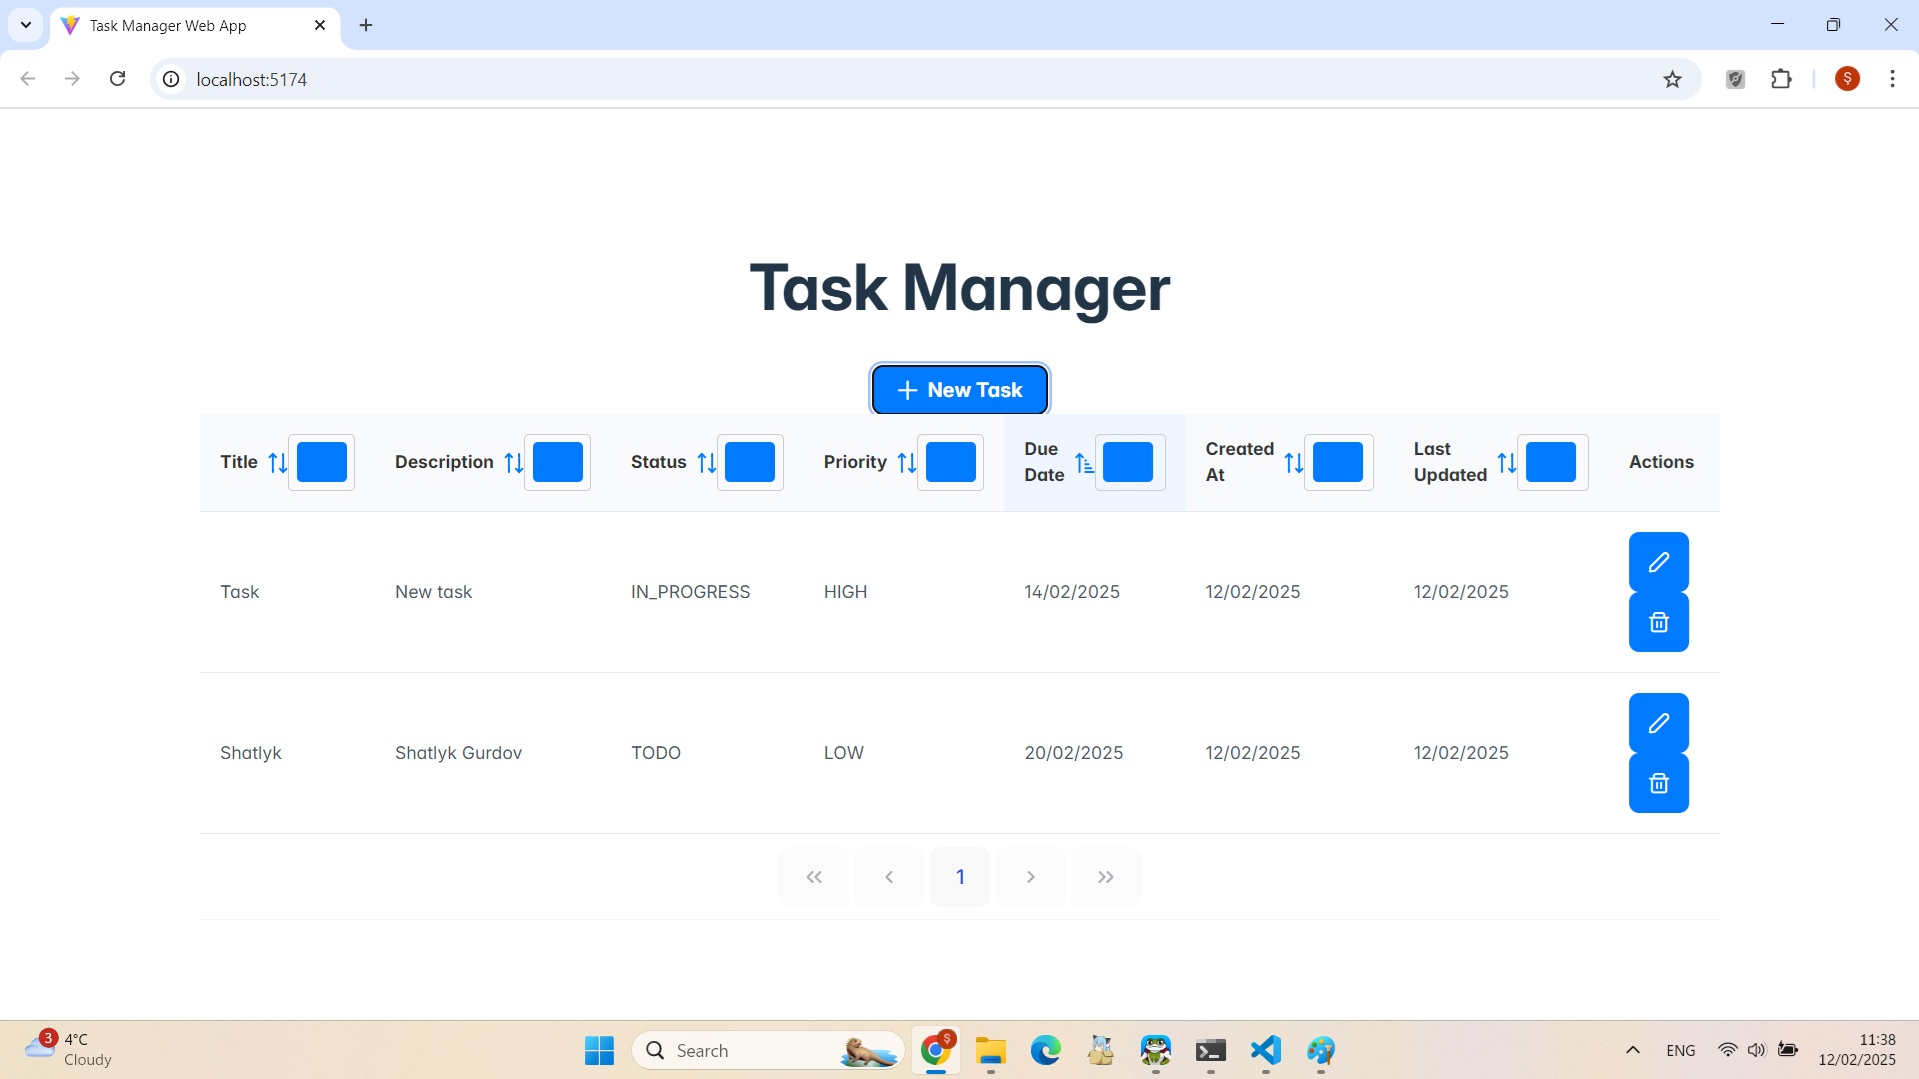 Task Manager Web App
localhost:5174
$
Task Manager
New Task
Title Description Status Priority Due Date Created At Last Updated Actions
Task New task IN_PROGRESS HIGH 14/02/2025 12/02/2025 12/02/2025
Shatlyk Shatlyk Gurdov TODO LOW 20/02/2025 12/02/2025 12/02/2025
1
3
4°C
Cloudy
Search
$
ENG
11:38
12/02/2025